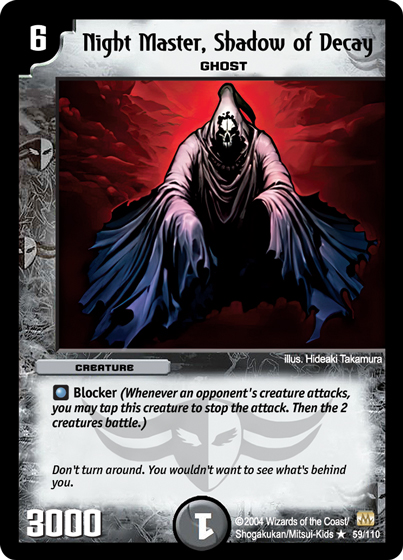 6
Night Master, Shadow of Decay
GHOST
illus. Hideaki Takamura
CREATURE
Blocker (Whenever an opponent's creature attacks,
you may tap this creature to stop the attack. Then the 2
creatures battle.)
Don't turn around. You wouldn't want to see what's behind
you.
3000
1
©2004 Wizards of the Coast/
Shogakukan/Mitsui-Kids ★ 59/110